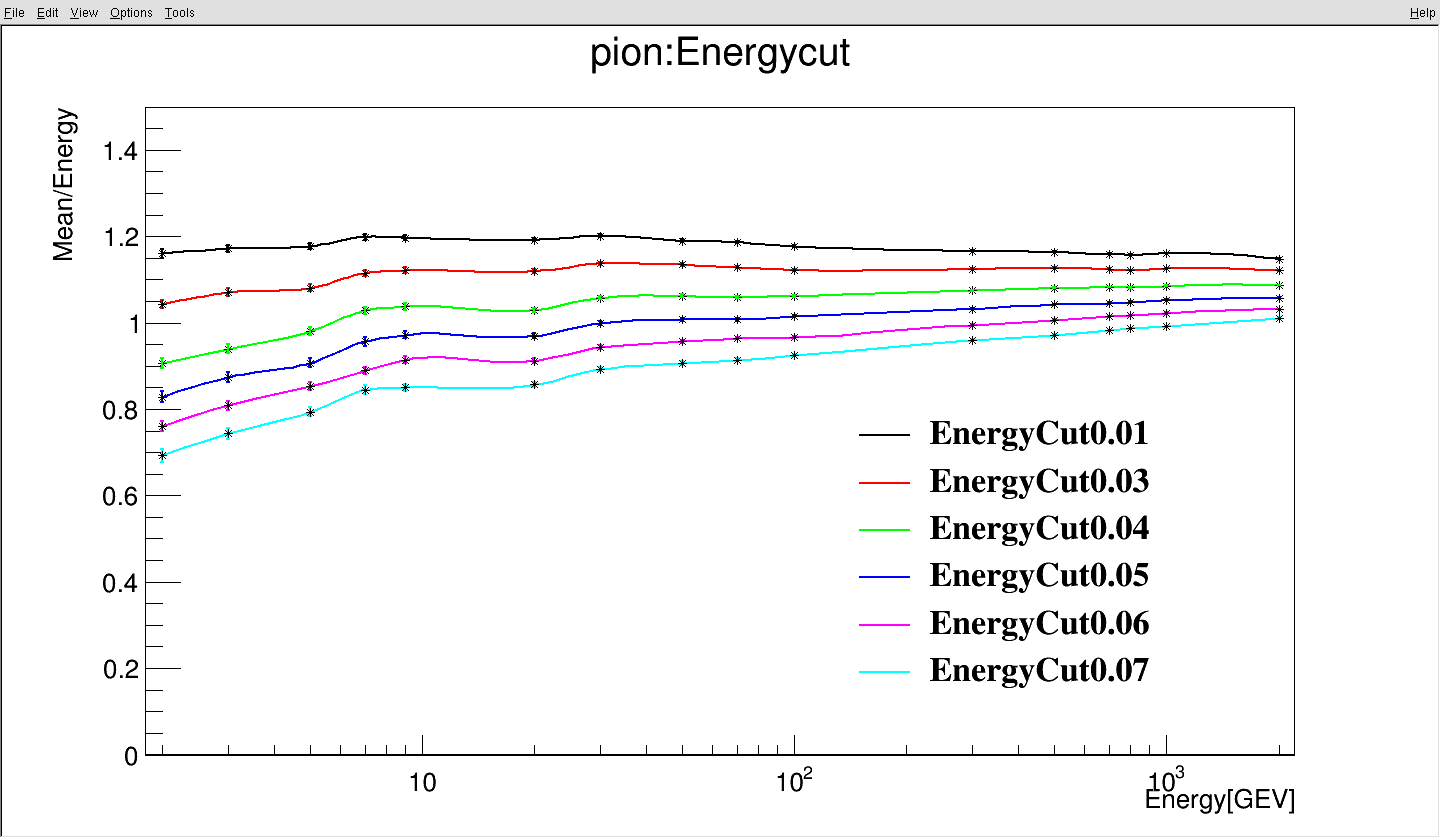 File Edit View Options Tools Help
pion:Energycut
Mean/Energy
1.4
1.2
1
0.8
0.6
0.4
0.2
0
EnergyCut0.01
EnergyCut0.03
EnergyCut0.04
EnergyCut0.05
EnergyCut0.06
EnergyCut0.07
10 10² 10³
Energy[GEV]